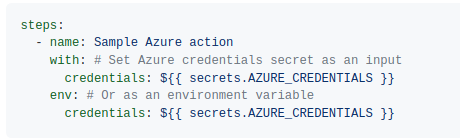 steps:
  - name: Sample Azure action
    with: # Set Azure credentials secret as an input
      credentials: ${{ secrets.AZURE_CREDENTIALS }}
    env: # Or as an environment variable
      credentials: ${{ secrets.AZURE_CREDENTIALS }}